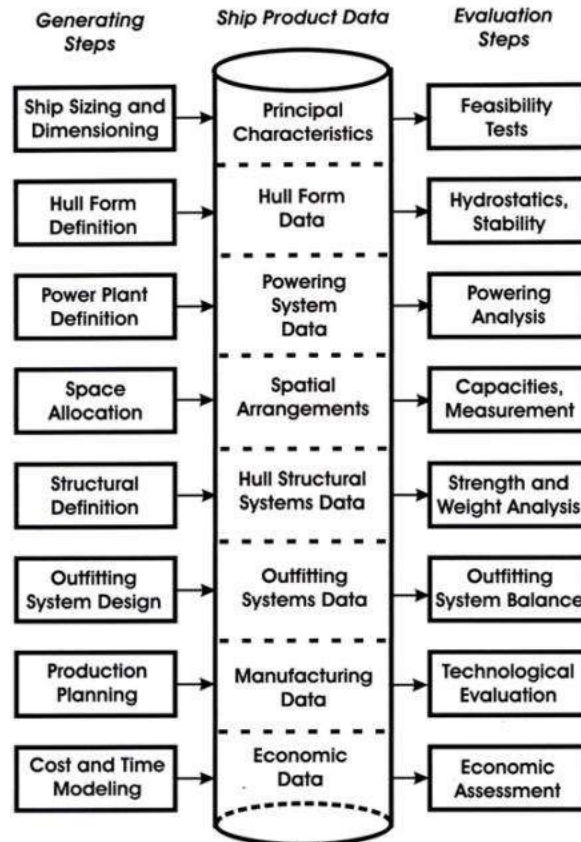 Generating
Steps
Ship Product Data
Evaluation
Steps
Ship Sizing and
Dimensioning
Principal
Characteristics
Feasibility
Tests
Hull Form
Definition
Hull Form
Data
Hydrostatics,
Stability
Power Plant
Definition
Powering
System
Data
Powering
Analysis
Space
Allocation
Spatial
Arrangements
Capacities,
Measurement
Structural
Definition
Hull Structural
Systems Data
Strength and
Weight Analysis
Outfitting
System Design
Outfitting
Systems Data
Outfitting
System Balance
Production
Planning
Manufacturing
Data
Technological
Evaluation
Cost and Time
Modeling
Economic
Data
Economic
Assessment